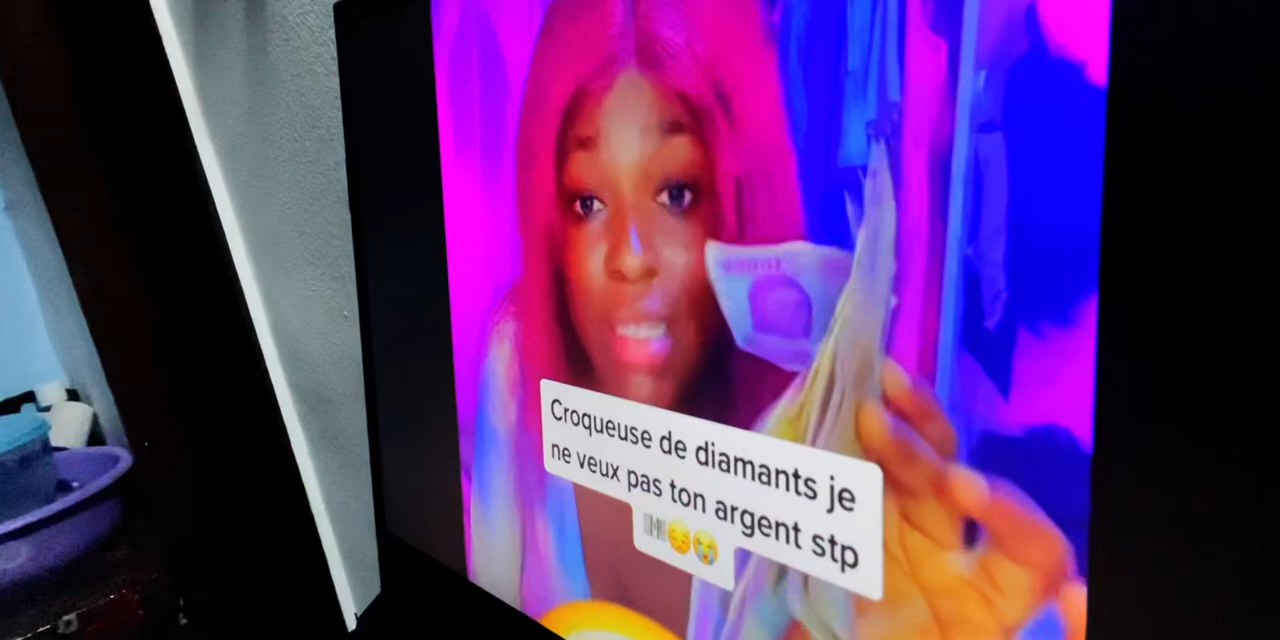 Croqueuse de diamants je
ne veux pas ton argent stp
😔😭